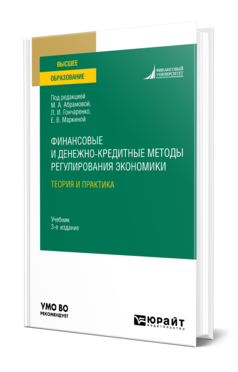 ВЫСШЕЕ
ОБРАЗОВАНИЕ
ФИНАНСОВЫЙ
УНИВЕРСИТЕТ
Под редакцией
М. А. Абрамовой,
Л. И. Гончаренко,
Е. В. Маркиной
ФИНАНСОВЫЕ
И ДЕНЕЖНО-КРЕДИТНЫЕ МЕТОДЫ
РЕГУЛИРОВАНИЯ ЭКОНОМИКИ
ТЕОРИЯ И ПРАКТИКА
Учебник
3-е издание
УМО ВО
РЕКОМЕНДУЕТ
юрайт
издательство